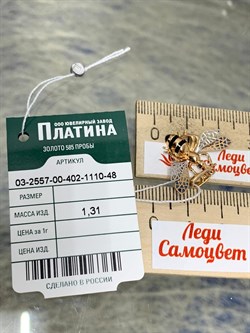 ООО ЮВЕЛИРНЫЙ ЗАВОД
ПЛАТИНА
ЗОЛОТО 585 ПРОБЫ
АРТИКУЛ
03-2557-00-402-1110-48
РАЗМЕР
МАССА ИЗД. 1,31
ЦЕНА за 1г
ЦЕНА ИЗД.
СДЕЛАНО В РОССИИ
Леди
Самоцвет
Леди
Самоцвет